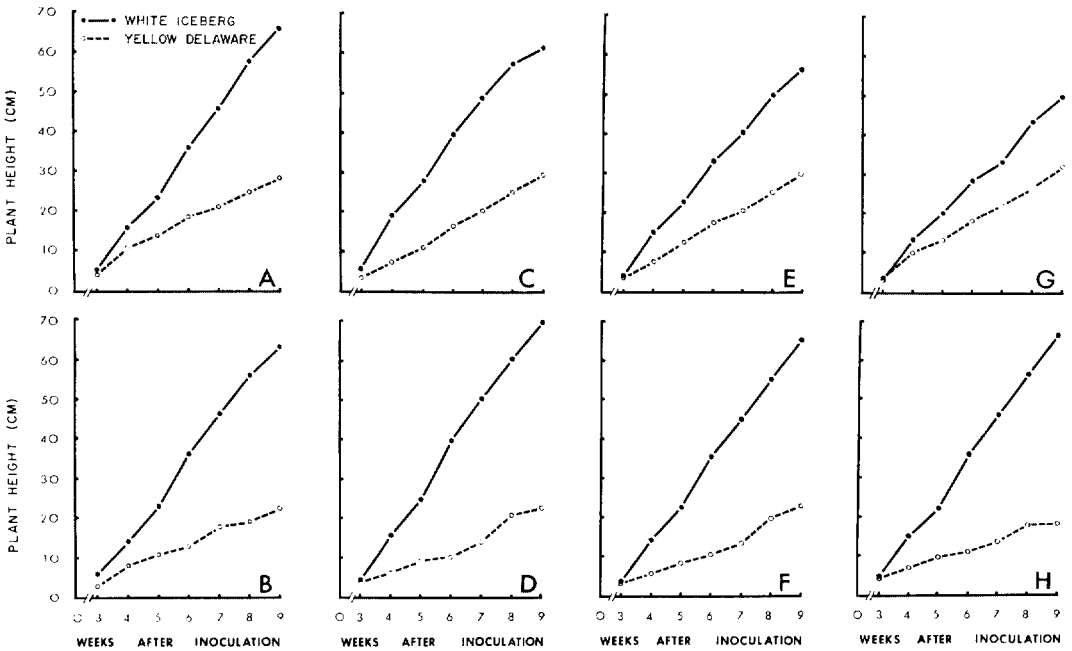 70
60
50
40
30
20
10
0
PLANT HEIGHT (CM)
WHITE ICEBERG
YELLOW DELAWARE
A
C
E
G
70
60
50
40
30
20
10
0
PLANT HEIGHT (CM)
B
D
F
H
0 3 4 5 6 7 8 9
0 3 4 5 6 7 8 9
0 3 4 5 6 7 8 9
0 3 4 5 6 7 8 9
WEEKS AFTER INOCULATION
WEEKS AFTER INOCULATION
WEEKS AFTER INOCULATION
WEEKS AFTER INOCULATION